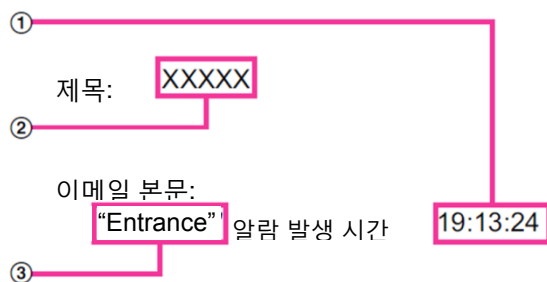 ①
제목: XXXXX
②
이메일 본문:
“Entrance” 알람 발생 시간 19:13:24
③